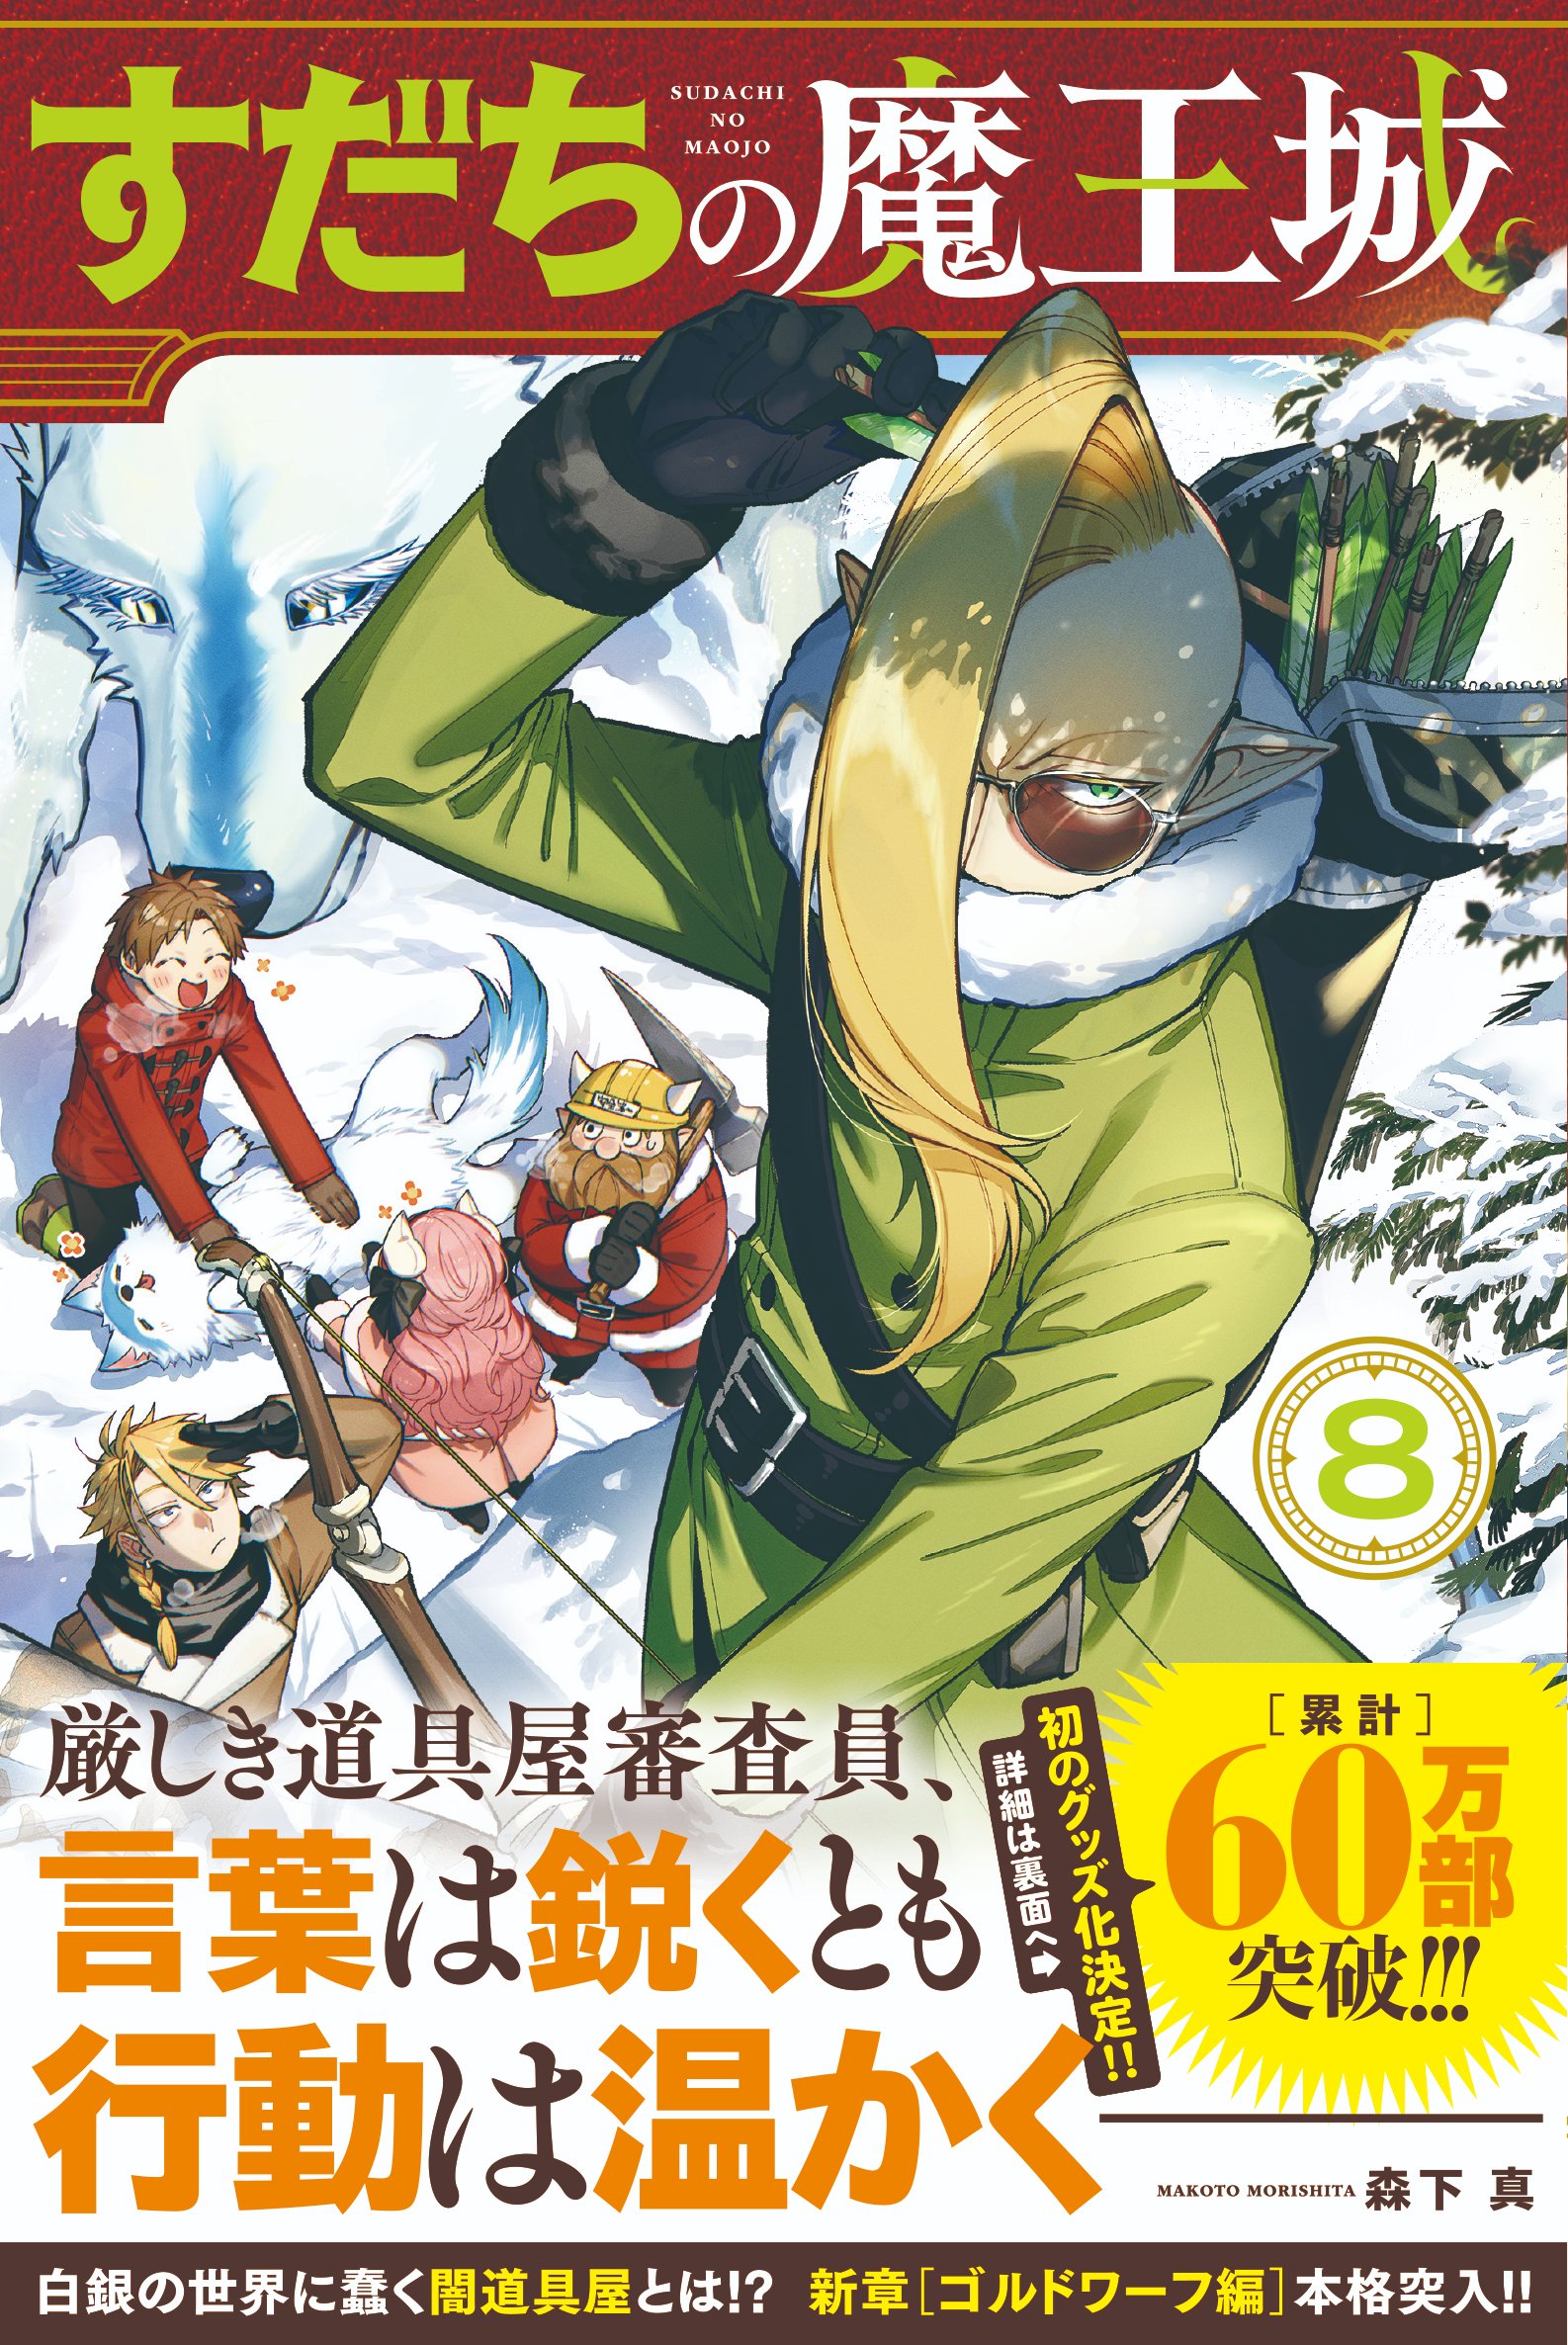 すだちの魔王城
SUDACHI
NO
MAOJO
8
厳しき道具屋審査員、
言葉は鋭くとも
行動は温かく
初のグッズ化決定!!
詳細は裏面へ➡
[累計]
60万部
突破!!!
MAKOTO MORISHITA 森下 真
白銀の世界に蠢く闇道具屋とは!? 新章[ゴルドワーフ編]本格突入!!